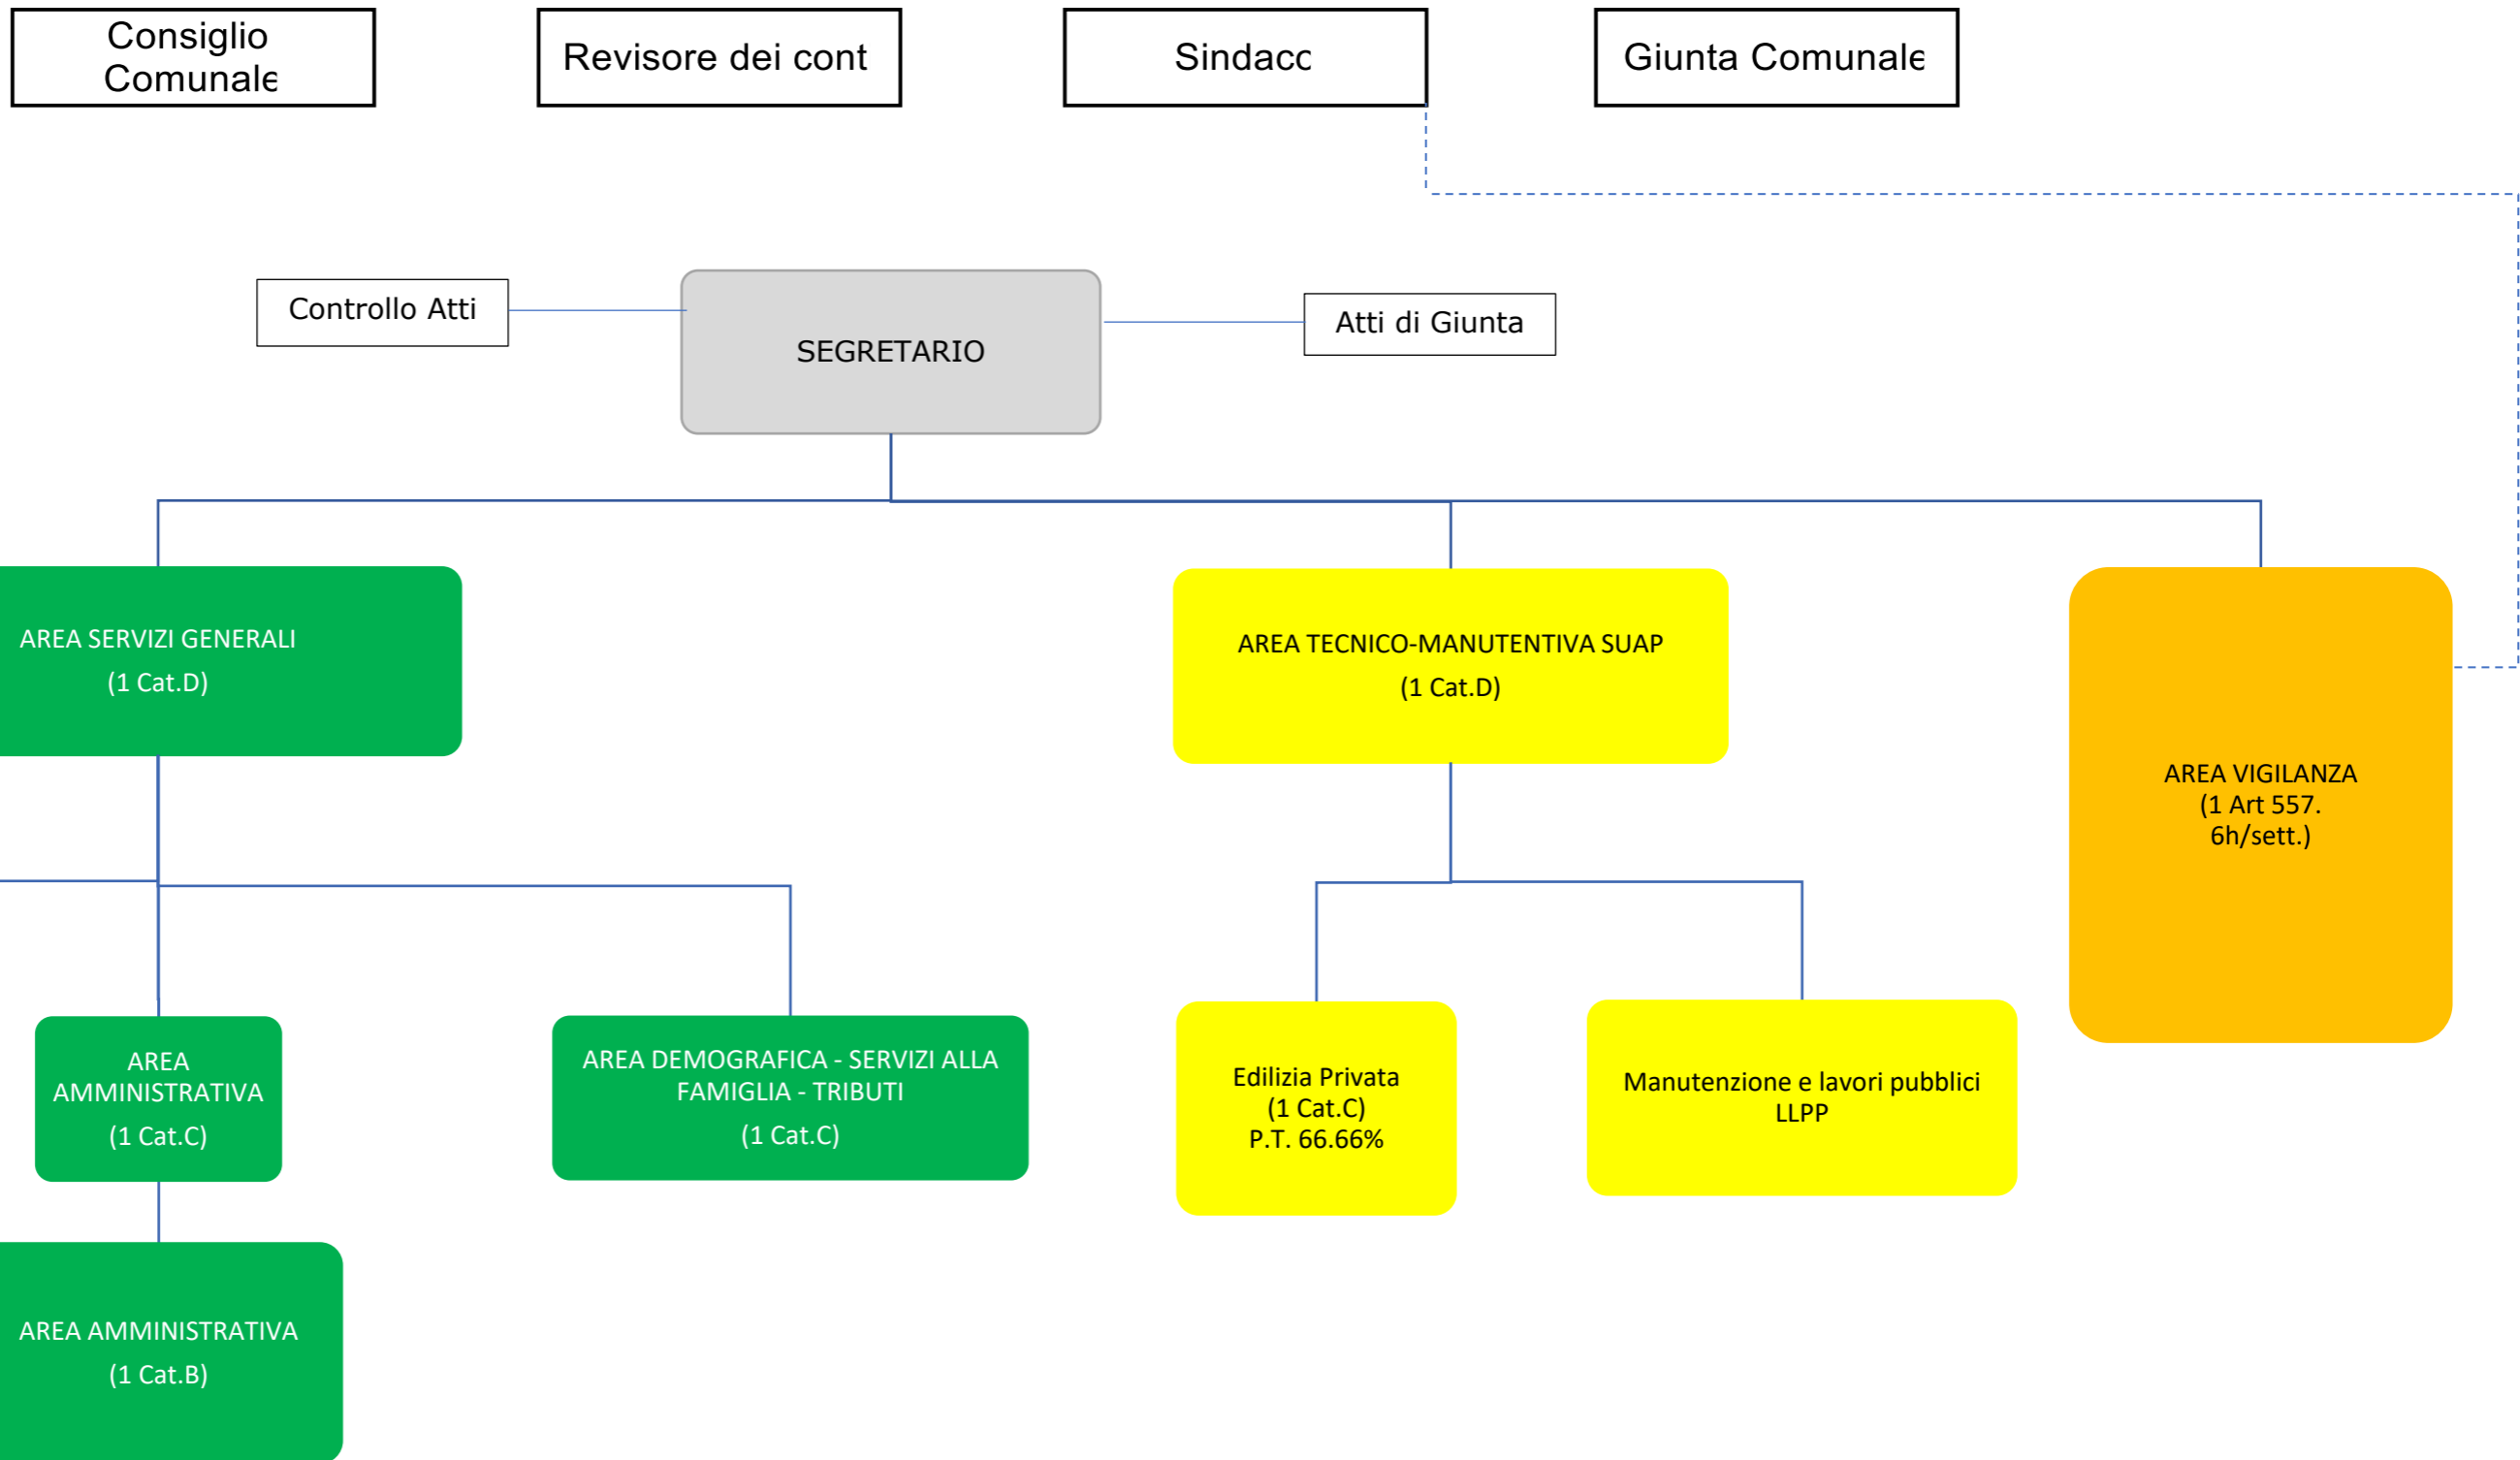 Consiglio
Comunale
Revisore dei cont
Sindacc
Giunta Comunale
Controllo Atti
SEGRETARIO
Atti di Giunta
AREA SERVIZI GENERALI
(1 Cat.D)
AREA TECNICO-MANUTENTIVA SUAP
(1 Cat.D)
AREA VIGILANZA
(1 Art 557.
6h/sett.)
AREA
AMMINISTRATIVA
(1 Cat.C)
AREA DEMOGRAFICA - SERVIZI ALLA
FAMIGLIA - TRIBUTI
(1 Cat.C)
Edilizia Privata
(1 Cat.C)
P.T. 66.66%
Manutenzione e lavori pubblici
LLPP
AREA AMMINISTRATIVA
(1 Cat.B)